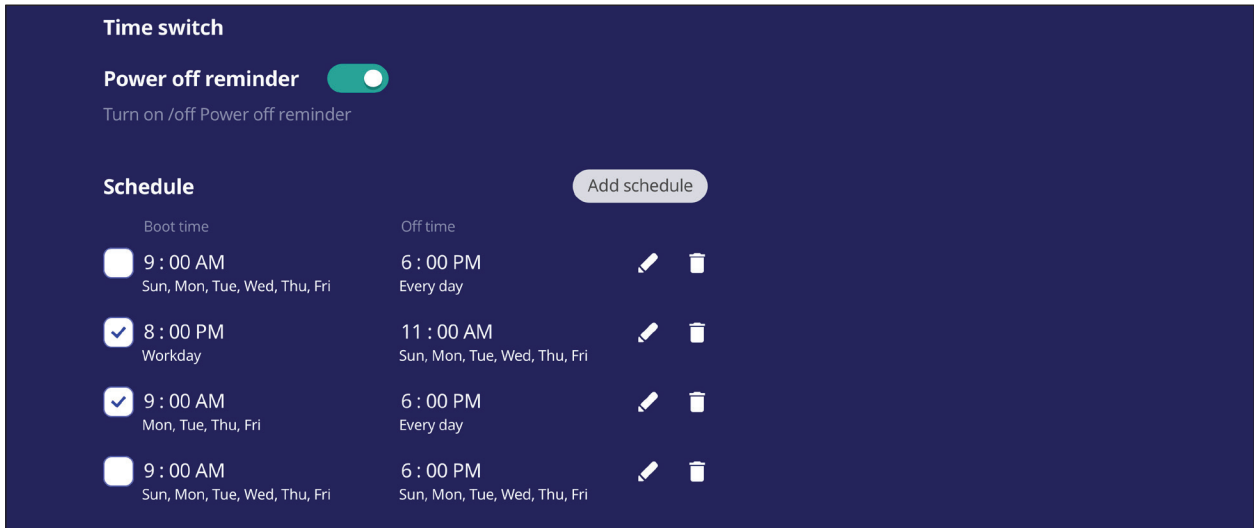 Time switch
Power off reminder
Turn on /off Power off reminder
Schedule Add schedule
Boot time Off time
9 : 00 AM 6 : 00 PM
Sun, Mon, Tue, Wed, Thu, Fri Every day
8 : 00 PM 11 : 00 AM
Workday Sun, Mon, Tue, Wed, Thu, Fri
9 : 00 AM 6 : 00 PM
Mon, Tue, Thu, Fri Every day
9 : 00 AM 6 : 00 PM
Sun, Mon, Tue, Wed, Thu, Fri Sun, Mon, Tue, Wed, Thu, Fri